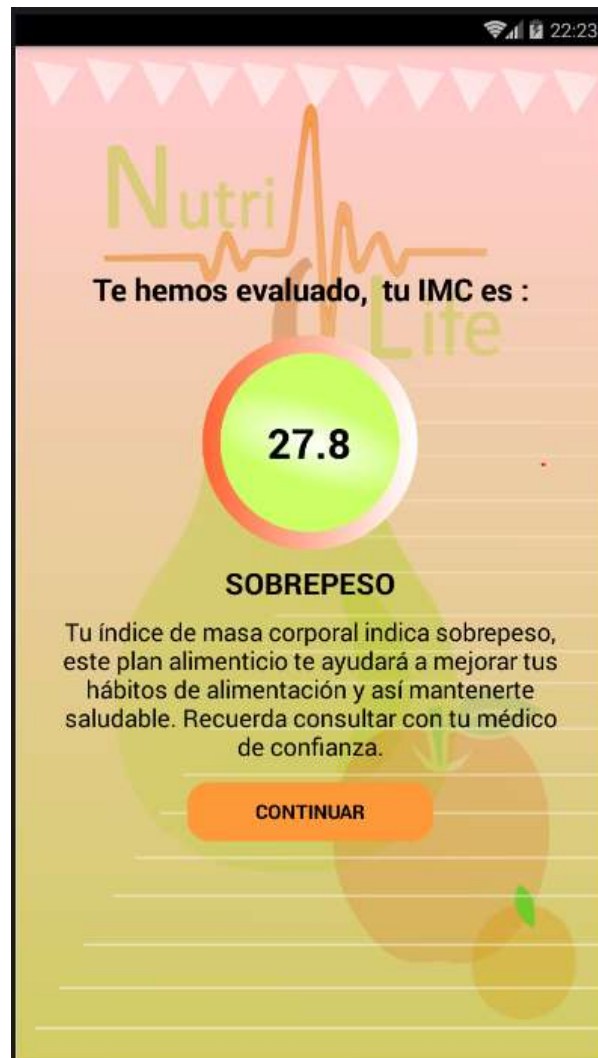 22:23
Nutri
Life
Te hemos evaluado, tu IMC es :
27.8
SOBREPESO
Tu índice de masa corporal indica sobrepeso,
este plan alimenticio te ayudará a mejorar tus
hábitos de alimentación y así mantenerte
saludable. Recuerda consultar con tu médico
de confianza.
CONTINUAR